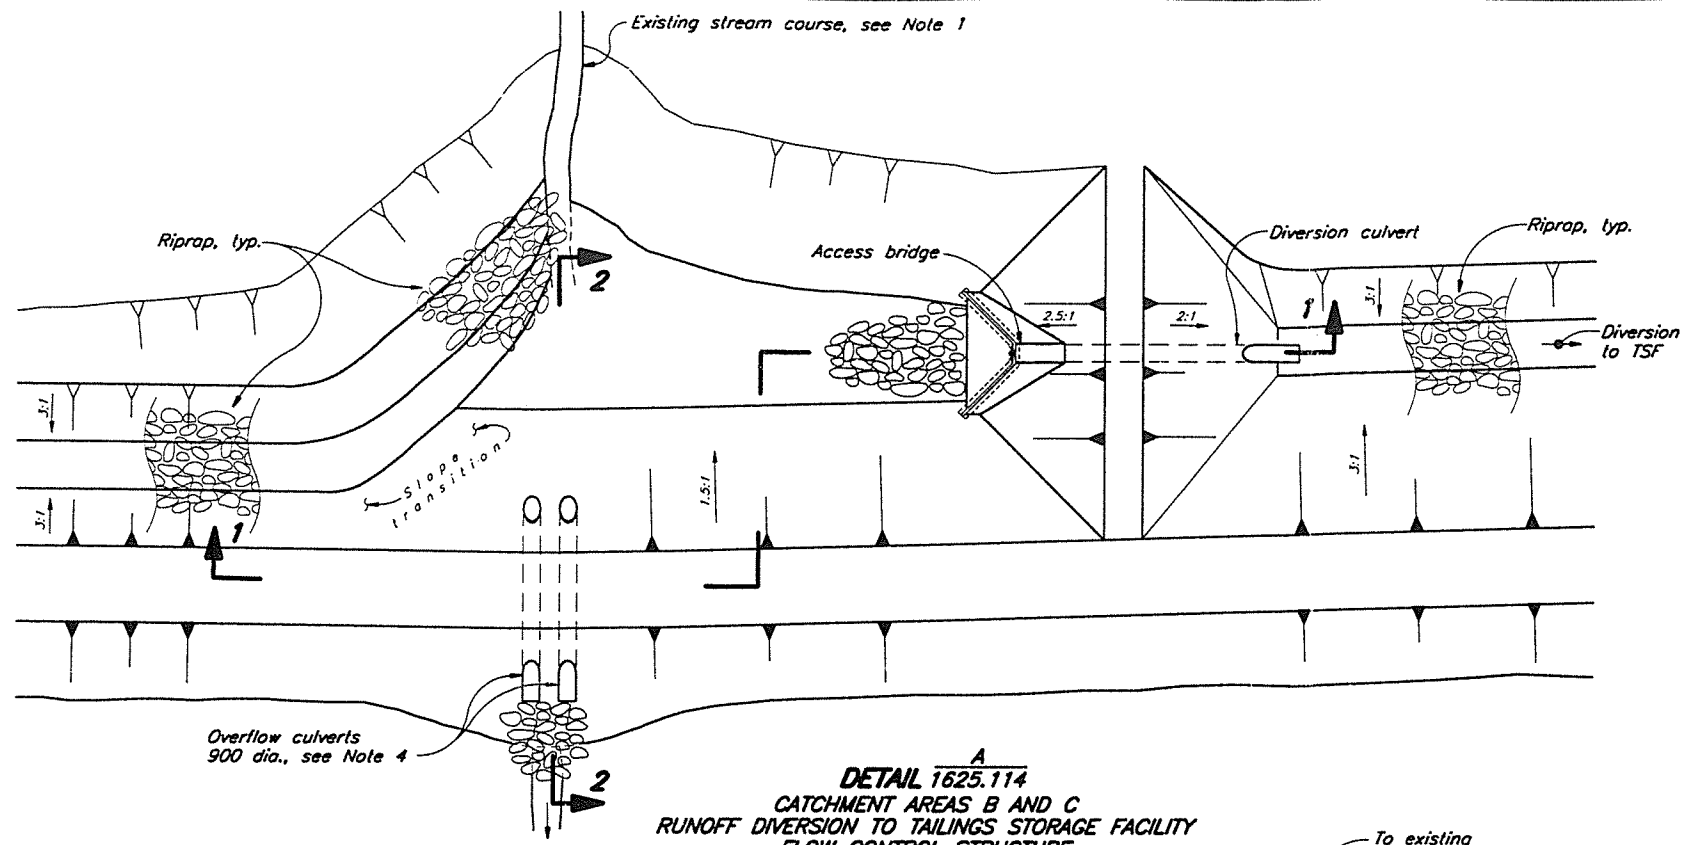 Existing stream course, see Note 1
Riprap, typ.
2
Access bridge
Diversion culvert
Riprap, typ.
2.5:1
2:1
3:1
1
Diversion
to TSF
3:1
3:1
Slope
transition
1.5:1
3:1
1
Overflow culverts
900 dia., see Note 4
2
A
DETAIL 1625.114
CATCHMENT AREAS B AND C
RUNOFF DIVERSION TO TAILINGS STORAGE FACILITY
FLOW CONTROL STRUCTURE
To existing